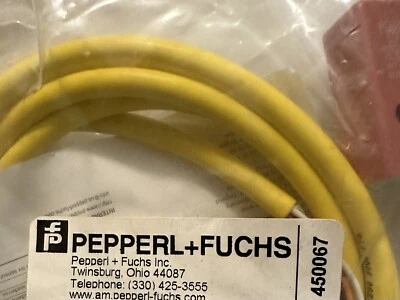 PEPPERL+FUCHS
Pepperl + Fuchs Inc.
Twinsburg, Ohio 44087
Telephone: (330) 425-3555
www.am.pepperl-fuchs.com
450067